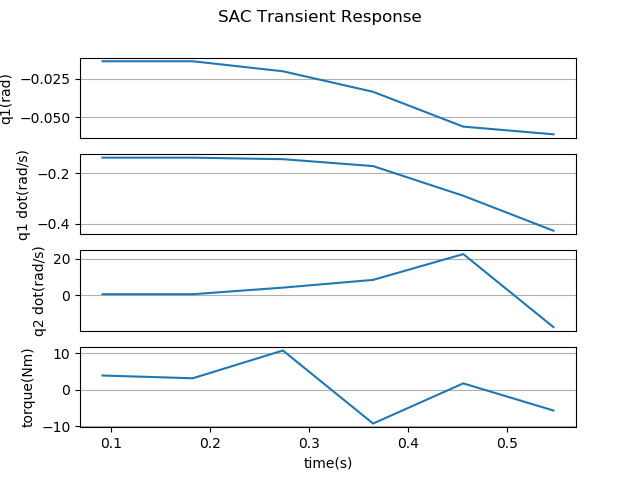 SAC Transient Response
q1(rad)
−0.025
−0.050
q1 dot(rad/s)
−0.2
−0.4
q2 dot(rad/s)
20
0
torque(Nm)
10
0
−10
0.1 0.2 0.3 0.4 0.5
time(s)